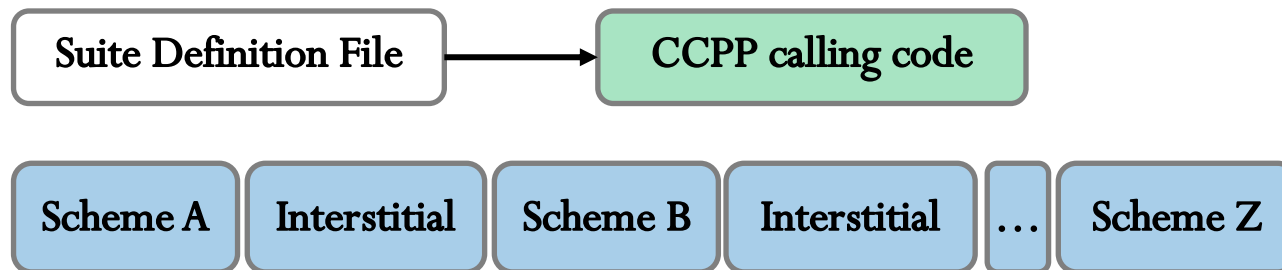 Suite Definition File
CCPP calling code
Scheme A
Interstitial
Scheme B
Interstitial
...
Scheme Z